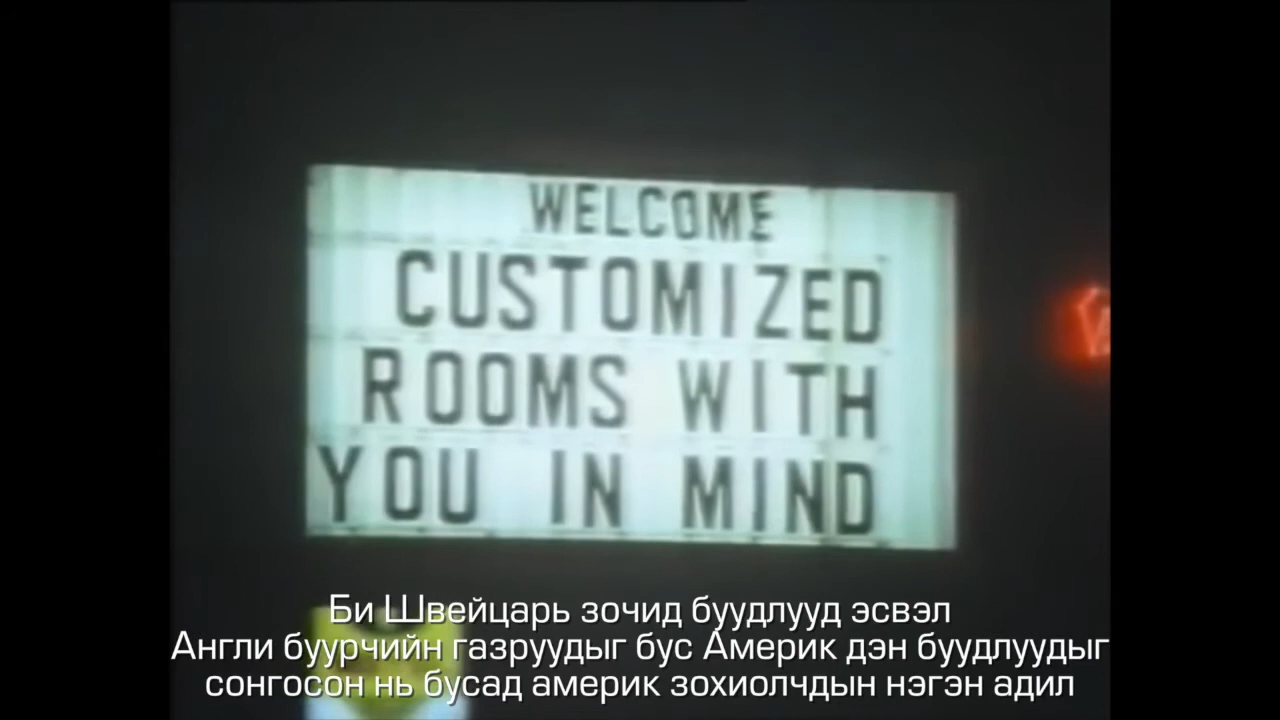 WELCOME
CUSTOMIZED
ROOMS WITH
YOU IN MIND
Би Швейцарь зочид буудлууд эсвэл
Англи буурчийн газруудыг бус Америк дэн буудлуудыг
сонгосон нь бусад америк зохиолчдын нэгэн адил